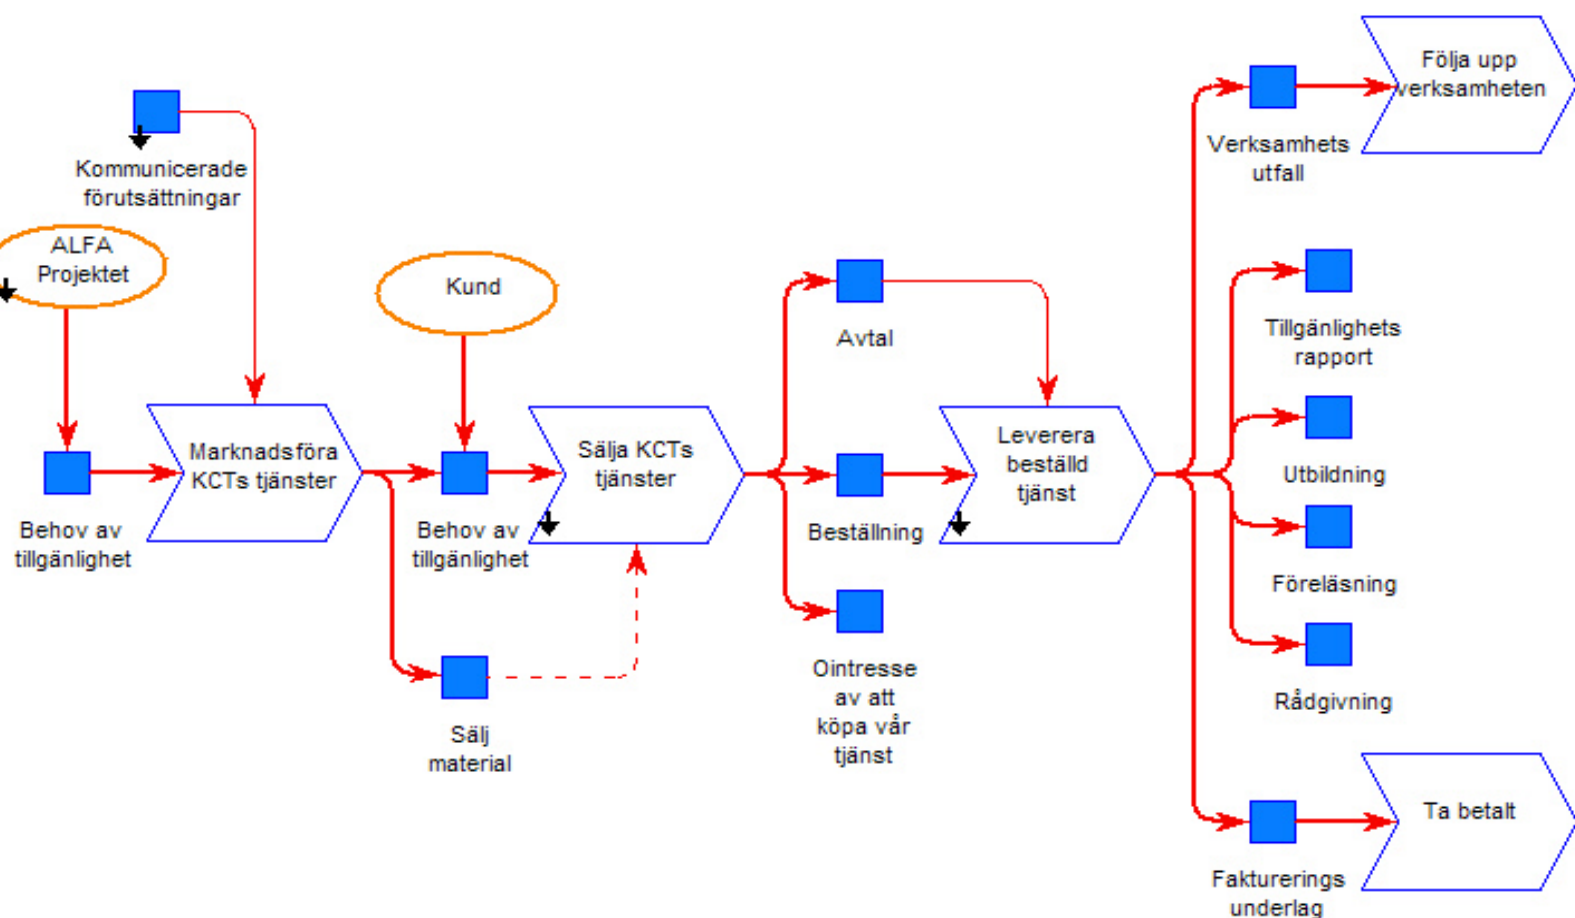 Kommunicerade
förutsättningar
ALFA
Projektet
Behov av
tillgänlighet
Marknadsföra
KCTs tjänster
Kund
Behov av
tillgänlighet
Sälj
material
Sälja KCTs
tjänster
Avtal
Beställning
Ointresse
av att
köpa vår
tjänst
Leverera
beställd
tjänst
Verksamhets
utfall
Följa upp
verksamheten
Tillgänlighets
rapport
Utbildning
Föreläsning
Rådgivning
Fakturerings
underlag
Ta betalt